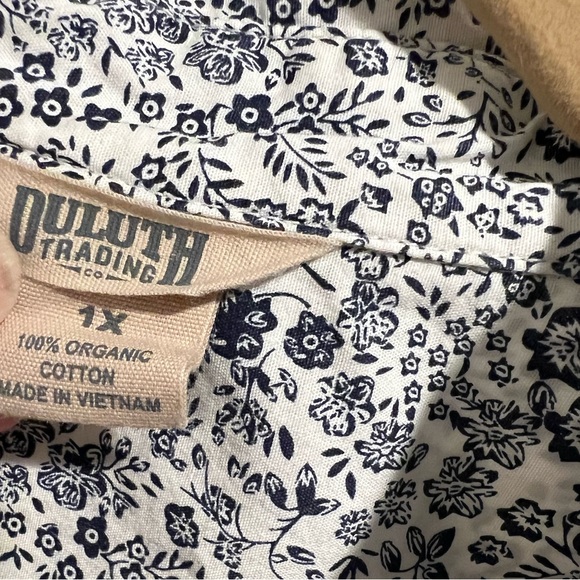 DULUTH
TRADING
CO
1X
100% ORGANIC
COTTON
MADE IN VIETNAM